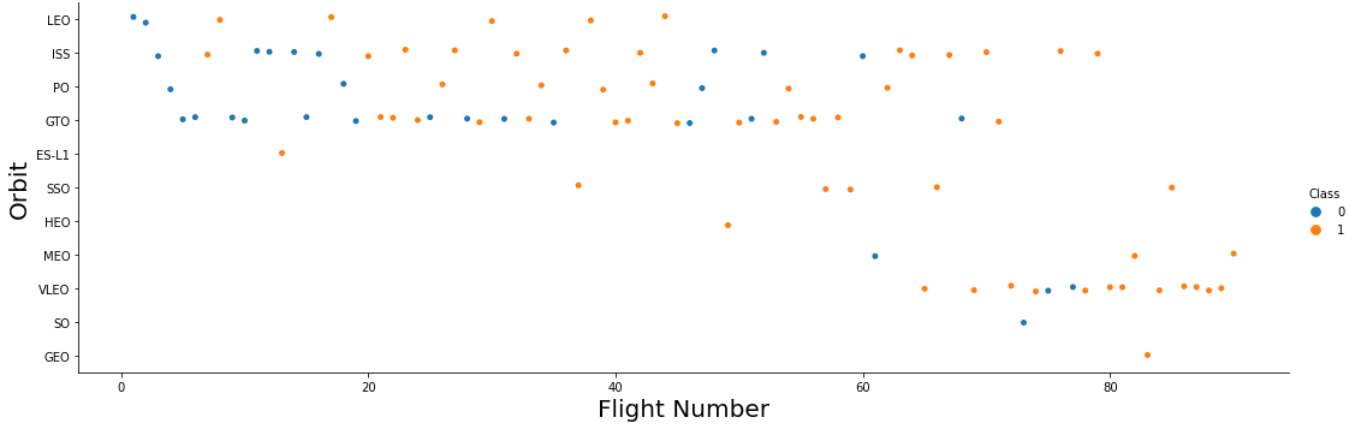 LEO
ISS
PO
GTO
ES-L1
SSO
HEO
MEO
VLEO
SO
GEO
Orbit
0 20 40 60 80
Flight Number
Class
0
1